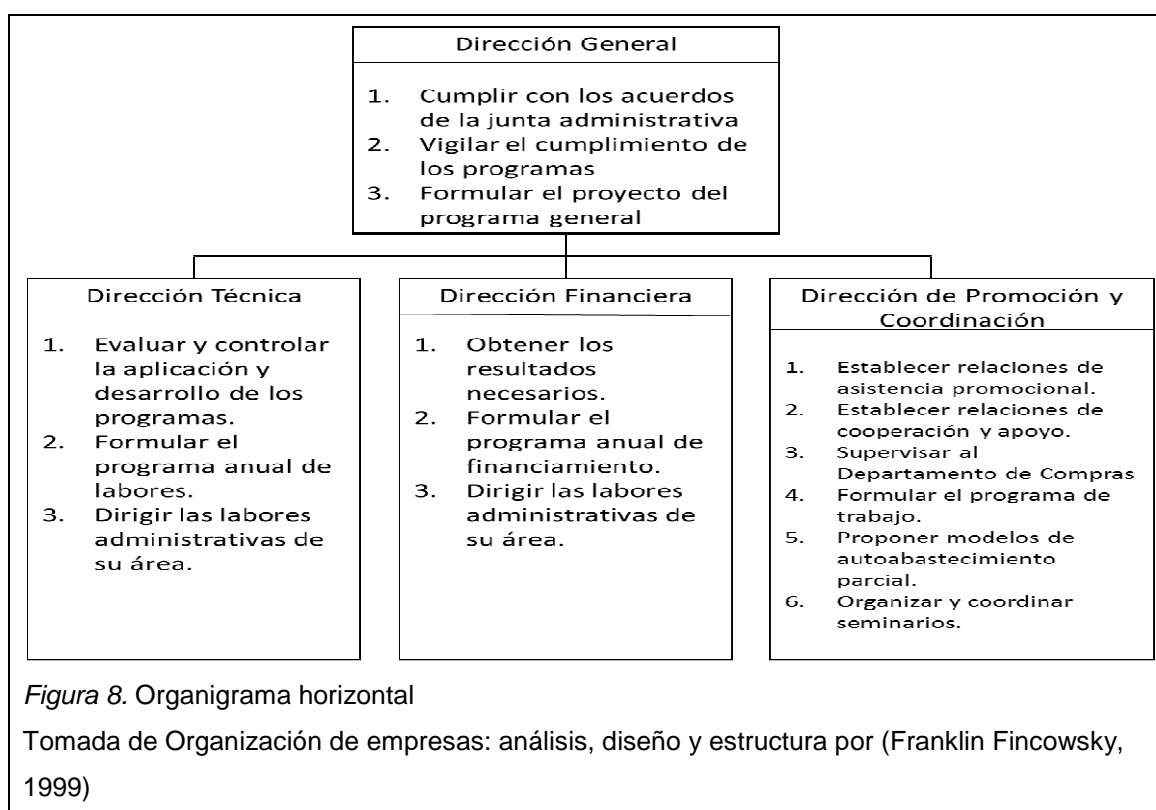 Dirección General
1. Cumplir con los acuerdos
de la junta administrativa
2. Vigilar el cumplimiento de
los programas
3. Formular el proyecto del
programa general
Dirección Técnica
1. Evaluar y controlar
la aplicación y
desarrollo de los
programas.
2. Formular el
programa anual de
labores.
3. Dirigir las labores
administrativas de
su área.
Dirección Financiera
1. Obtener los
resultados
necesarios.
2. Formular el
programa anual de
financiamiento.
3. Dirigir las labores
administrativas de
su área.
Dirección de Promoción y
Coordinación
1. Establecer relaciones de
asistencia promocional.
2. Establecer relaciones de
cooperación y apoyo.
3. Supervisar al
Departamento de Compras
4. Formular el programa de
trabajo.
5. Proponer modelos de
autoabastecimiento
parcial.
6. Organizar y coordinar
seminarios.
Figura 8. Organigrama horizontal
Tomada de Organización de empresas: análisis, diseño y estructura por (Franklin Fincowsky,
1999)